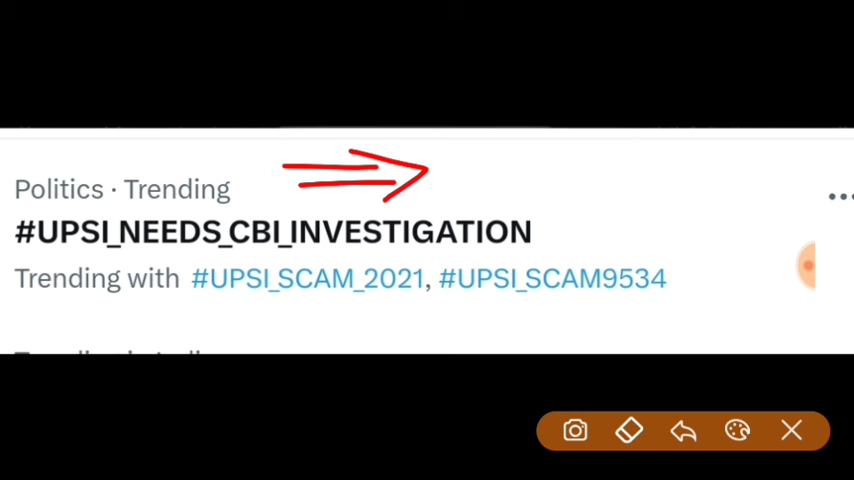 Politics · Trending
#UPSI_NEEDS_CBI_INVESTIGATION
Trending with #UPSI_SCAM_2021, #UPSI_SCAM9534